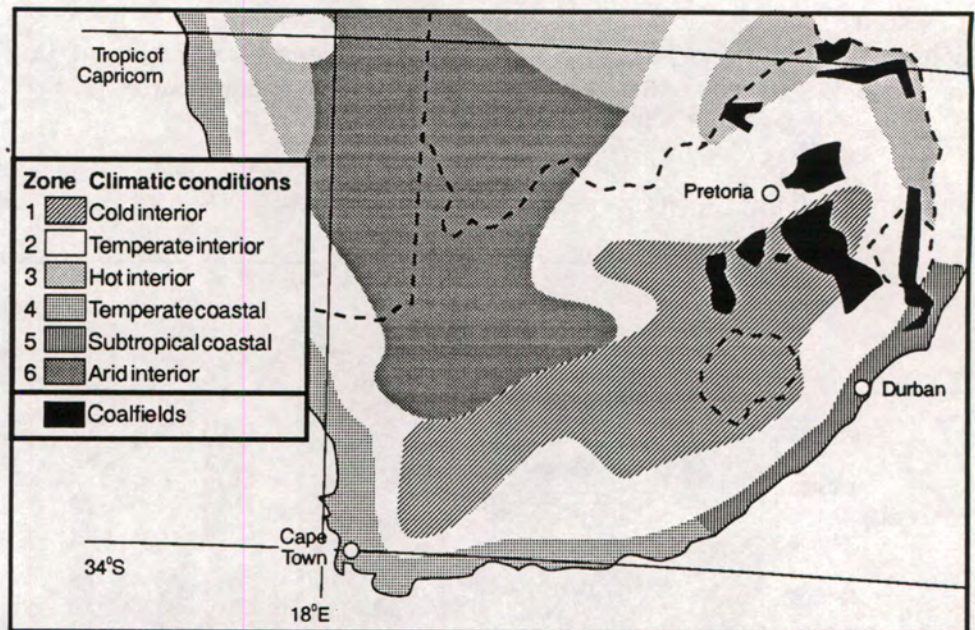 Tropic of
Capricorn
Zone Climatic conditions
1 Cold interior
2 Temperate interior
3 Hot interior
4 Temperate coastal
5 Subtropical coastal
6 Arid interior
Coalfields
Pretoria
Durban
Cape
Town
34°S
18°E